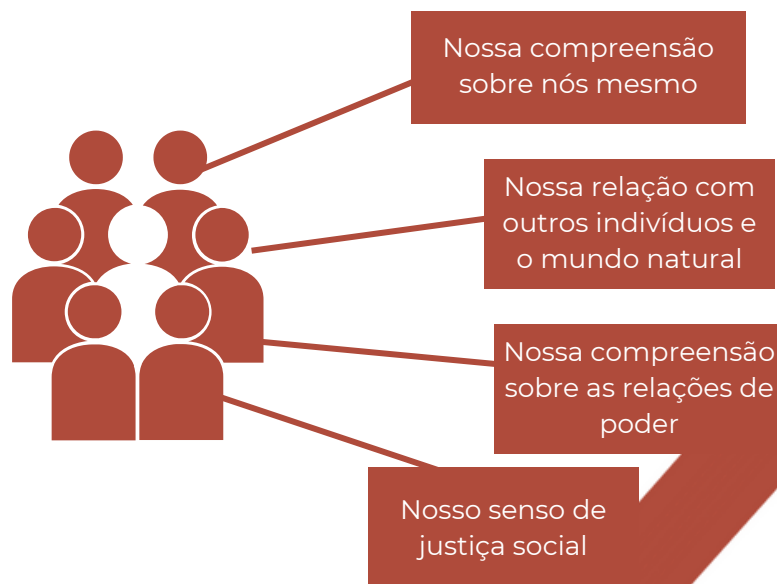 Nossa compreensão
sobre nós mesmo
Nossa relação com
outros indivíduos e
o mundo natural
Nossa compreensão
sobre as relações de
poder
Nosso senso de
justiça social